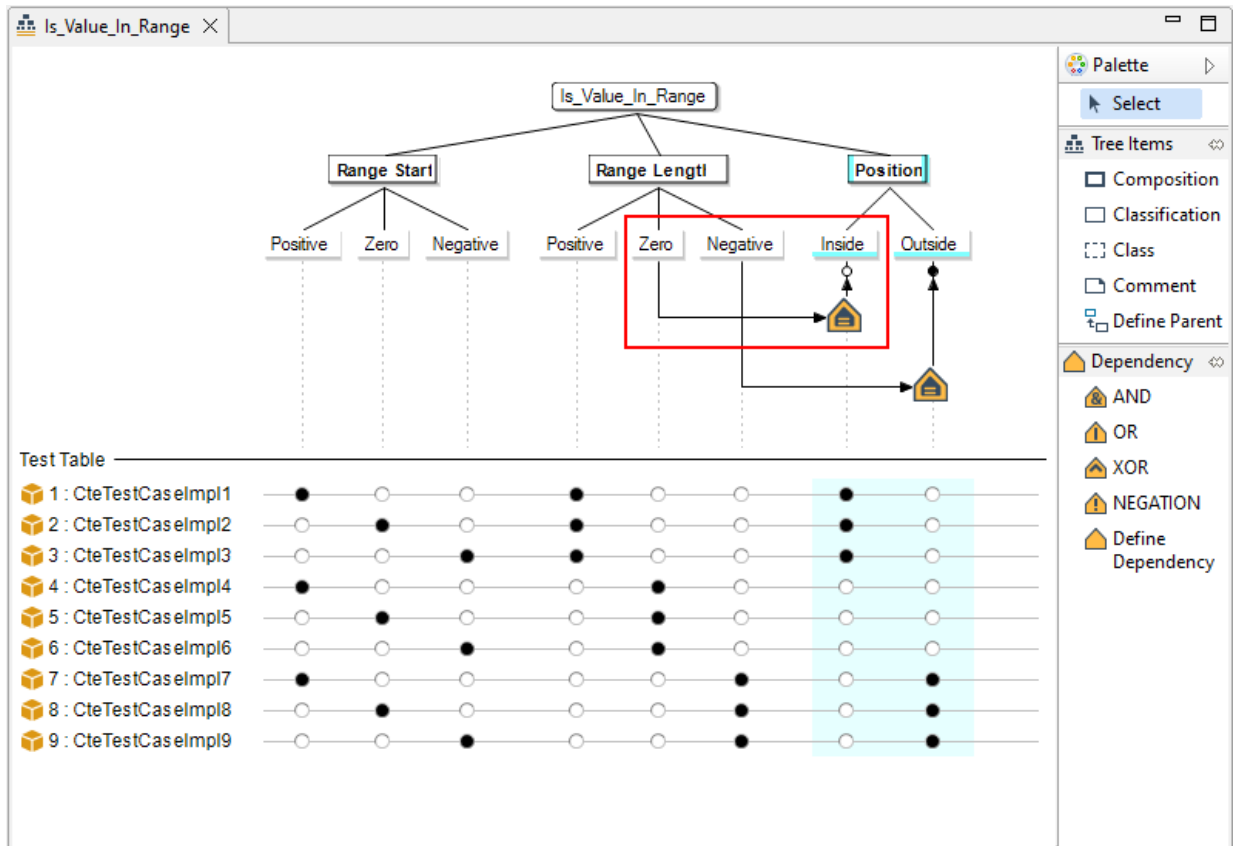 Is_Value_In_Range
Palette
Select
Tree Items
Composition
Classification
Class
Comment
Define Parent
Dependency
AND
OR
XOR
NEGATION
Define
Dependency
Is_Value_In_Range
Range Start
Range Lengtl
Position
Positive
Zero
Negative
Positive
Zero
Negative
Inside
Outside
Test Table
1 : CteTestCaseImpl1
2 : CteTestCaseImpl2
3 : CteTestCaseImpl3
4 : CteTestCaseImpl4
5 : CteTestCaseImpl5
6 : CteTestCaseImpl6
7 : CteTestCaseImpl7
8 : CteTestCaseImpl8
9 : CteTestCaseImpl9